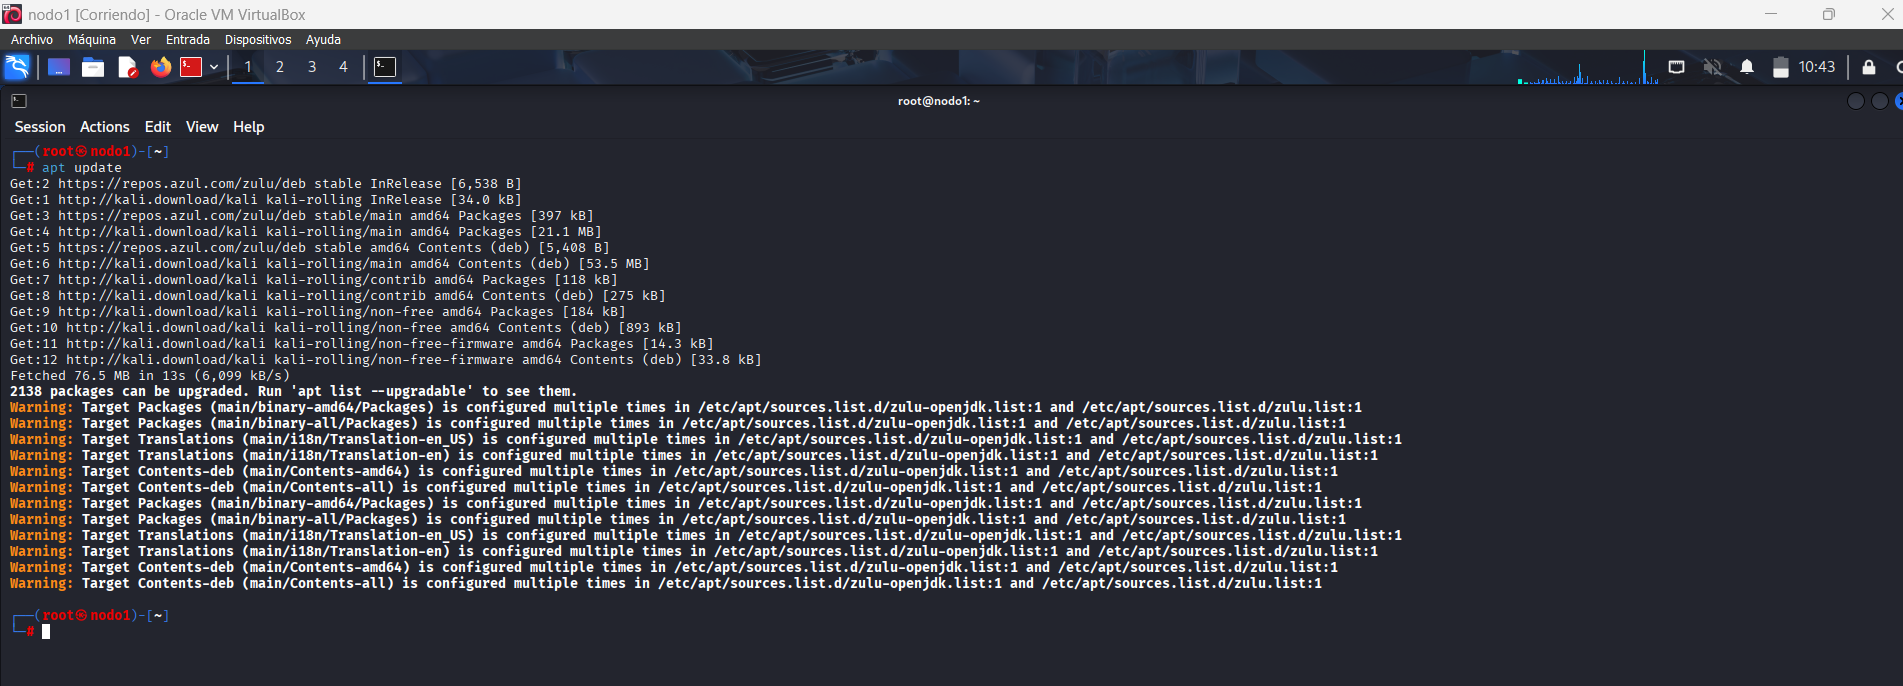 nodo1 [Corriendo] - Oracle VM VirtualBox
Archivo Máquina Ver Entrada Dispositivos Ayuda
1 2 3 4 10:43
root@nodo1: ~
Session Actions Edit View Help
┌──(root㉿nodo1)-[~]
└─# apt update
Get:2 https://repos.azul.com/zulu/deb stable InRelease [6,538 B]
Get:1 http://kali.download/kali kali-rolling InRelease [34.0 kB]
Get:3 https://repos.azul.com/zulu/deb stable/main amd64 Packages [397 kB]
Get:4 http://kali.download/kali kali-rolling/main amd64 Packages [21.1 MB]
Get:5 https://repos.azul.com/zulu/deb stable amd64 Contents (deb) [5,408 B]
Get:6 http://kali.download/kali kali-rolling/main amd64 Contents (deb) [53.5 MB]
Get:7 http://kali.download/kali kali-rolling/contrib amd64 Packages [118 kB]
Get:8 http://kali.download/kali kali-rolling/contrib amd64 Contents (deb) [275 kB]
Get:9 http://kali.download/kali kali-rolling/non-free amd64 Packages [184 kB]
Get:10 http://kali.download/kali kali-rolling/non-free amd64 Contents (deb) [893 kB]
Get:11 http://kali.download/kali kali-rolling/non-free-firmware amd64 Packages [14.3 kB]
Get:12 http://kali.download/kali kali-rolling/non-free-firmware amd64 Contents (deb) [33.8 kB]
Fetched 76.5 MB in 13s (6,099 kB/s)
2138 packages can be upgraded. Run 'apt list --upgradable' to see them.
Warning: Target Packages (main/binary-amd64/Packages) is configured multiple times in /etc/apt/sources.list.d/zulu-openjdk.list:1 and /etc/apt/sources.list.d/zulu.list:1
Warning: Target Packages (main/binary-all/Packages) is configured multiple times in /etc/apt/sources.list.d/zulu-openjdk.list:1 and /etc/apt/sources.list.d/zulu.list:1
Warning: Target Translations (main/i18n/Translation-en_US) is configured multiple times in /etc/apt/sources.list.d/zulu-openjdk.list:1 and /etc/apt/sources.list.d/zulu.list:1
Warning: Target Translations (main/i18n/Translation-en) is configured multiple times in /etc/apt/sources.list.d/zulu-openjdk.list:1 and /etc/apt/sources.list.d/zulu.list:1
Warning: Target Contents-deb (main/Contents-amd64) is configured multiple times in /etc/apt/sources.list.d/zulu-openjdk.list:1 and /etc/apt/sources.list.d/zulu.list:1
Warning: Target Contents-deb (main/Contents-all) is configured multiple times in /etc/apt/sources.list.d/zulu-openjdk.list:1 and /etc/apt/sources.list.d/zulu.list:1
Warning: Target Packages (main/binary-amd64/Packages) is configured multiple times in /etc/apt/sources.list.d/zulu-openjdk.list:1 and /etc/apt/sources.list.d/zulu.list:1
Warning: Target Packages (main/binary-all/Packages) is configured multiple times in /etc/apt/sources.list.d/zulu-openjdk.list:1 and /etc/apt/sources.list.d/zulu.list:1
Warning: Target Translations (main/i18n/Translation-en_US) is configured multiple times in /etc/apt/sources.list.d/zulu-openjdk.list:1 and /etc/apt/sources.list.d/zulu.list:1
Warning: Target Translations (main/i18n/Translation-en) is configured multiple times in /etc/apt/sources.list.d/zulu-openjdk.list:1 and /etc/apt/sources.list.d/zulu.list:1
Warning: Target Contents-deb (main/Contents-amd64) is configured multiple times in /etc/apt/sources.list.d/zulu-openjdk.list:1 and /etc/apt/sources.list.d/zulu.list:1
Warning: Target Contents-deb (main/Contents-all) is configured multiple times in /etc/apt/sources.list.d/zulu-openjdk.list:1 and /etc/apt/sources.list.d/zulu.list:1
┌──(root㉿nodo1)-[~]
└─#